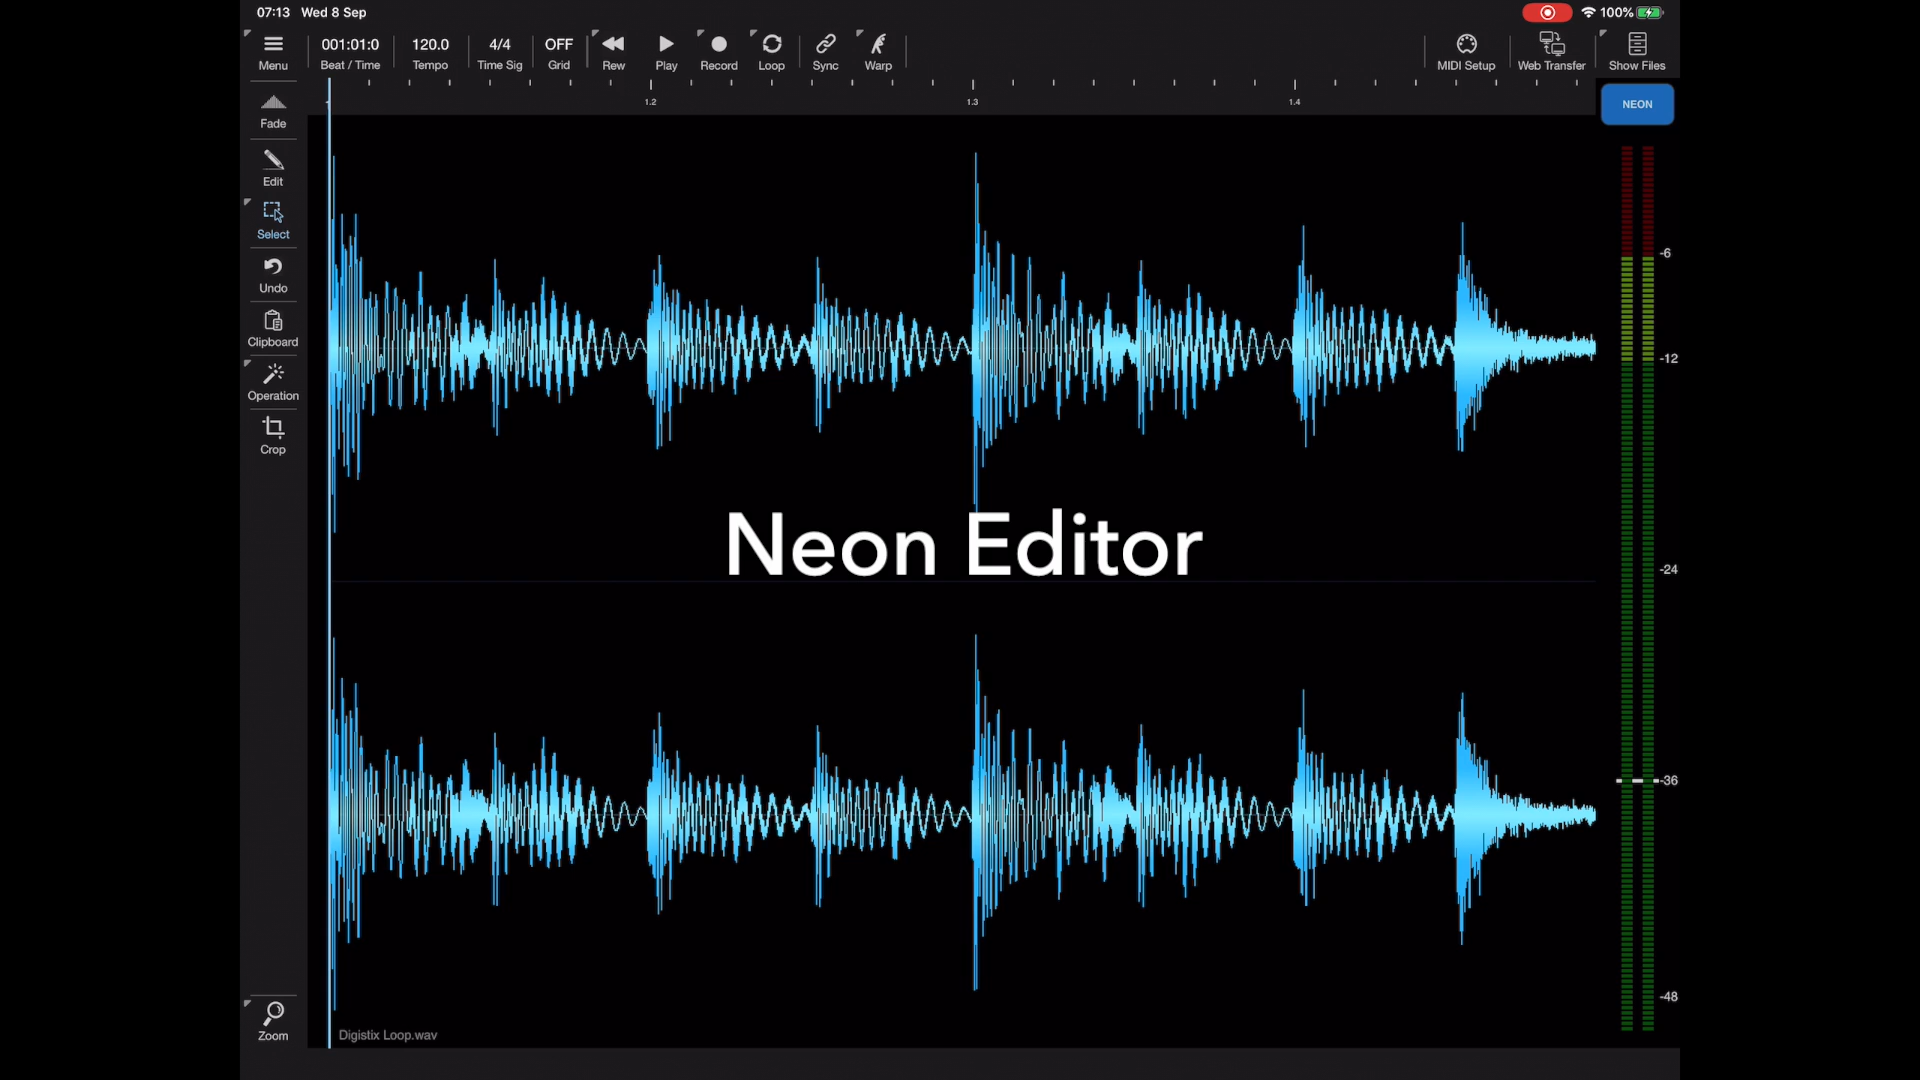 07:13 Wed 8 Sep
100%
Menu
001:01:0
Beat / Time
120.0
Tempo
4/4
Time Sig
OFF
Grid
Rew
Play
Record
Loop
Sync
Warp
MIDI Setup
Web Transfer
Show Files
1.2
1.3
1.4
NEON
Fade
Edit
Select
Undo
Clipboard
Operation
Crop
Zoom
Neon Editor
-6
-12
-24
-36
-48
Digistix Loop.wav